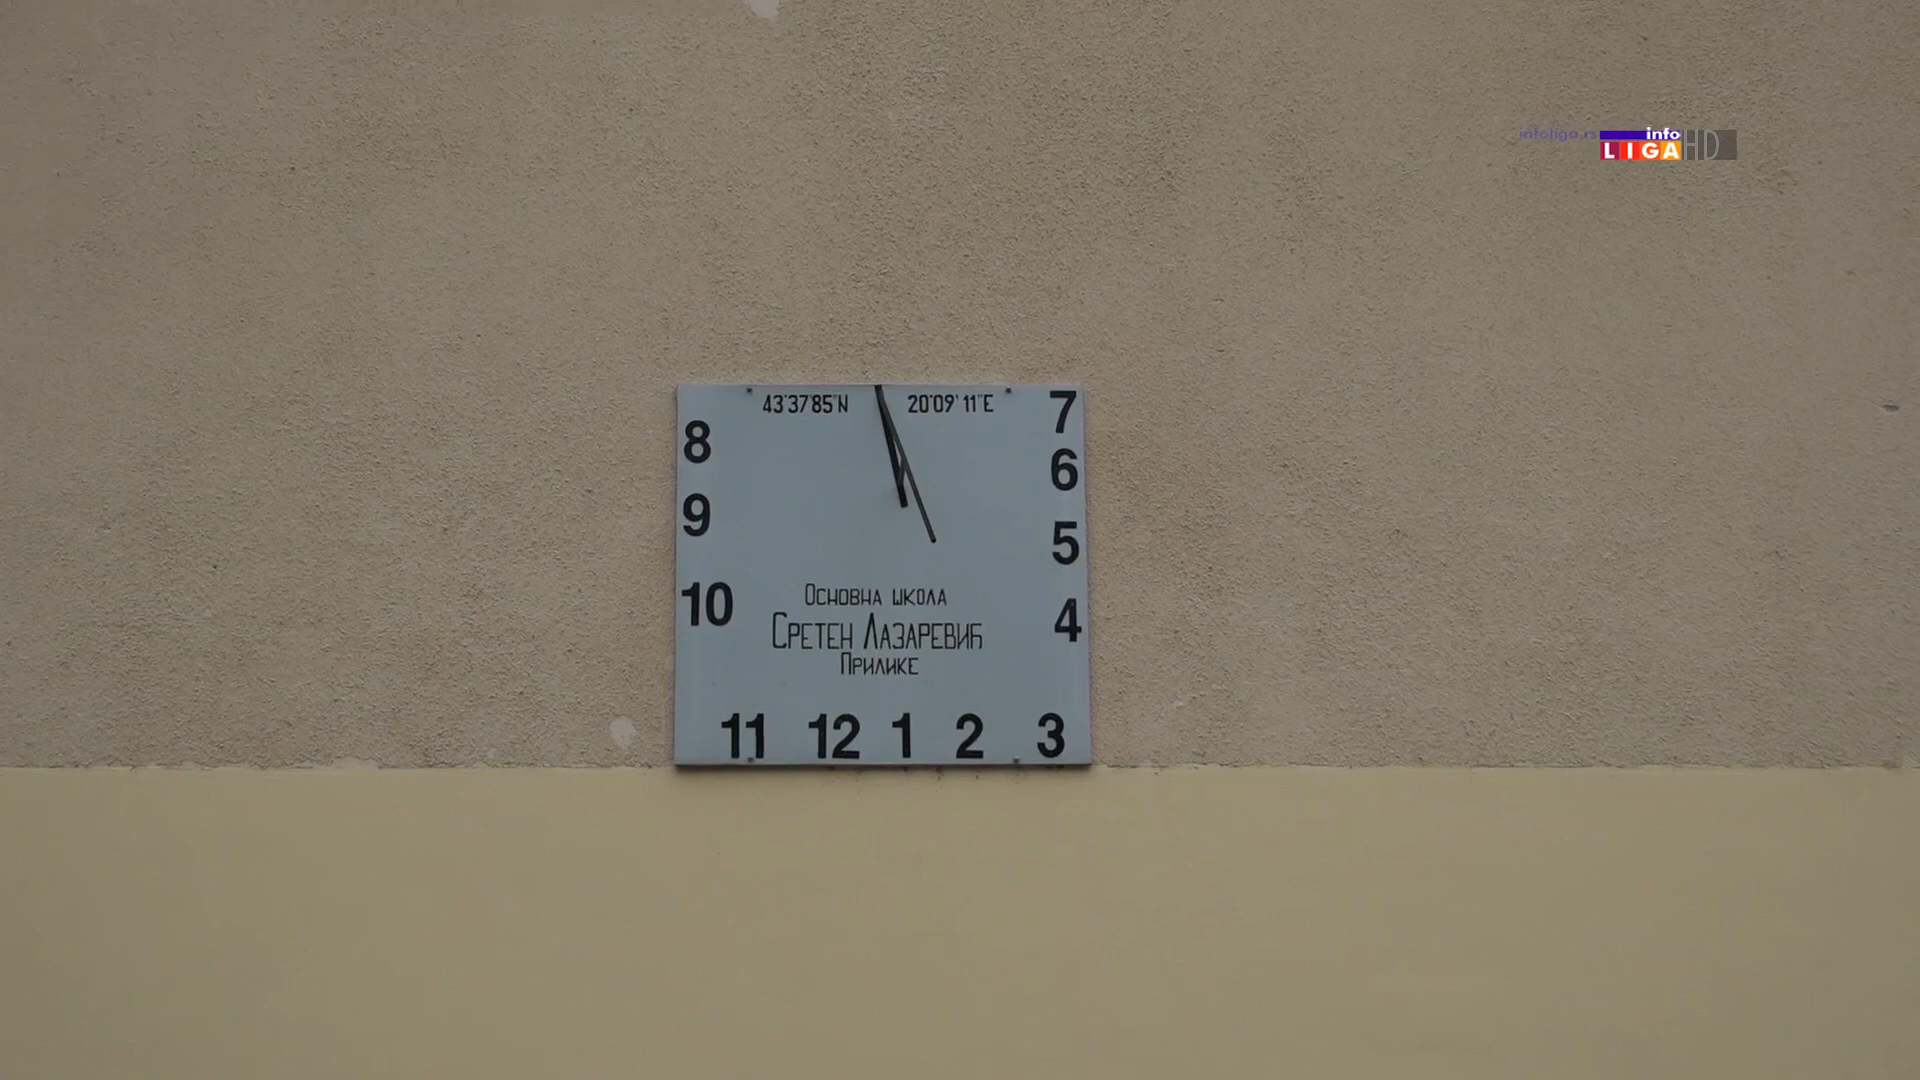 infoliga.rs
info
LIGA HD
43°37'85"N 20°09'11"E
7
8
6
9
5
10
4
Основна школа
Сретен Лазаревић
Прилике
11 12 1 2 3